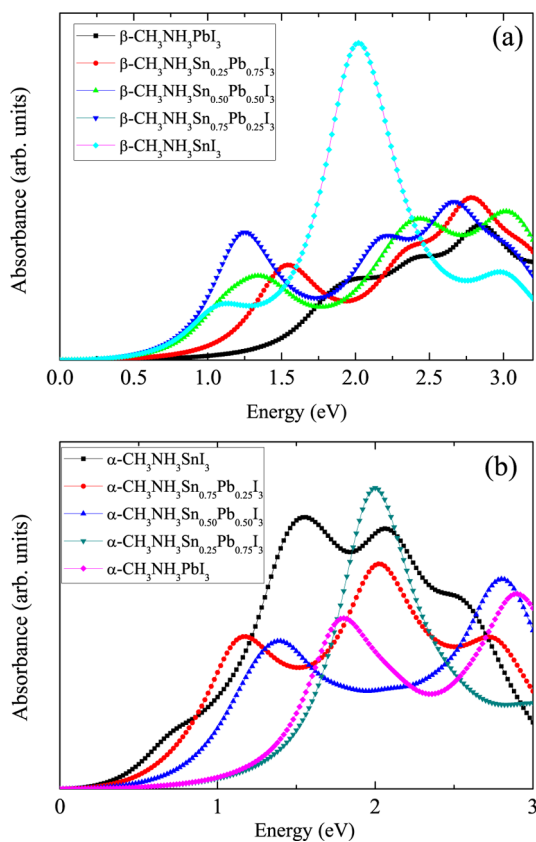 (a)
β-CH₃NH₃PbI₃
β-CH₃NH₃Sn₀.₂₅Pb₀.₇₅I₃
β-CH₃NH₃Sn₀.₅₀Pb₀.₅₀I₃
β-CH₃NH₃Sn₀.₇₅Pb₀.₂₅I₃
β-CH₃NH₃SnI₃
Absorbance (arb. units)
0.0 0.5 1.0 1.5 2.0 2.5 3.0
Energy (eV)
(b)
α-CH₃NH₃SnI₃
α-CH₃NH₃Sn₀.₇₅Pb₀.₂₅I₃
α-CH₃NH₃Sn₀.₅₀Pb₀.₅₀I₃
α-CH₃NH₃Sn₀.₂₅Pb₀.₇₅I₃
α-CH₃NH₃PbI₃
Absorbance (arb. units)
0 1 2 3
Energy (eV)